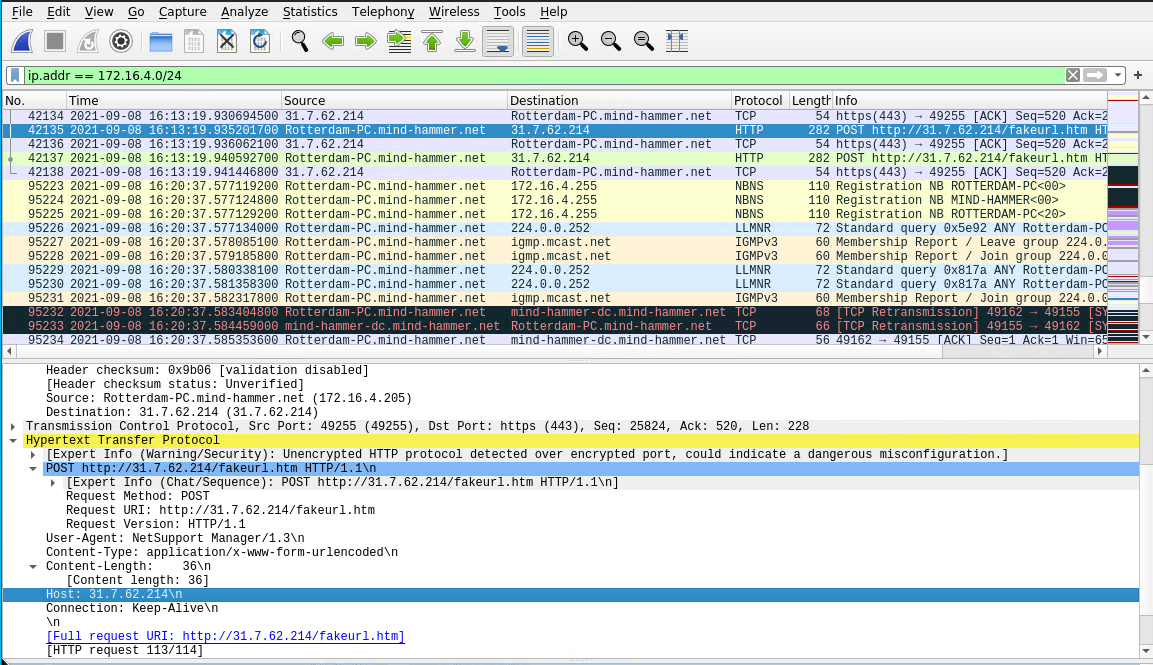 File Edit View Go Capture Analyze Statistics Telephony Wireless Tools Help
ip.addr == 172.16.4.0/24
No. Time Source Destination Protocol Length Info
42134 2021-09-08 16:13:19.930694500 31.7.62.214 Rotterdam-PC.mind-hammer.net TCP 54 https(443) → 49255 [ACK] Seq=520 Ack=2
42135 2021-09-08 16:13:19.935201700 Rotterdam-PC.mind-hammer.net 31.7.62.214 HTTP 282 POST http://31.7.62.214/fakeurl.htm HT
42136 2021-09-08 16:13:19.936062100 31.7.62.214 Rotterdam-PC.mind-hammer.net TCP 54 https(443) → 49255 [ACK] Seq=520 Ack=2
42137 2021-09-08 16:13:19.940592700 Rotterdam-PC.mind-hammer.net 31.7.62.214 HTTP 282 POST http://31.7.62.214/fakeurl.htm HT
42138 2021-09-08 16:13:19.941446800 31.7.62.214 Rotterdam-PC.mind-hammer.net TCP 54 https(443) → 49255 [ACK] Seq=520 Ack=2
95223 2021-09-08 16:20:37.577119200 Rotterdam-PC.mind-hammer.net 172.16.4.255 NBNS 110 Registration NB ROTTERDAM-PC<00>
95224 2021-09-08 16:20:37.577124800 Rotterdam-PC.mind-hammer.net 172.16.4.255 NBNS 110 Registration NB MIND-HAMMER<00>
95225 2021-09-08 16:20:37.577129200 Rotterdam-PC.mind-hammer.net 172.16.4.255 NBNS 110 Registration NB ROTTERDAM-PC<20>
95226 2021-09-08 16:20:37.577134000 Rotterdam-PC.mind-hammer.net 224.0.0.252 LLMNR 72 Standard query 0x5e92 ANY Rotterdam-PC
95227 2021-09-08 16:20:37.578085100 Rotterdam-PC.mind-hammer.net igmp.mcast.net IGMPv3 60 Membership Report / Leave group 224.0.
95228 2021-09-08 16:20:37.579185800 Rotterdam-PC.mind-hammer.net igmp.mcast.net IGMPv3 60 Membership Report / Join group 224.0.0
95229 2021-09-08 16:20:37.580338100 Rotterdam-PC.mind-hammer.net 224.0.0.252 LLMNR 72 Standard query 0x817a ANY Rotterdam-PC
95230 2021-09-08 16:20:37.581358300 Rotterdam-PC.mind-hammer.net 224.0.0.252 LLMNR 72 Standard query 0x817a ANY Rotterdam-PC
95231 2021-09-08 16:20:37.582317800 Rotterdam-PC.mind-hammer.net igmp.mcast.net IGMPv3 60 Membership Report / Join group 224.0.0
95232 2021-09-08 16:20:37.583404800 Rotterdam-PC.mind-hammer.net mind-hammer-dc.mind-hammer.net TCP 68 [TCP Retransmission] 49162 → 49155 [SY
95233 2021-09-08 16:20:37.584459000 mind-hammer-dc.mind-hammer.net Rotterdam-PC.mind-hammer.net TCP 66 [TCP Retransmission] 49155 → 49162 [SY
95234 2021-09-08 16:20:37.585353600 Rotterdam-PC.mind-hammer.net mind-hammer-dc.mind-hammer.net TCP 56 49162 → 49155 [ACK] Seq=1 Ack=1 Win=65
Header checksum: 0x9b06 [validation disabled]
[Header checksum status: Unverified]
Source: Rotterdam-PC.mind-hammer.net (172.16.4.205)
Destination: 31.7.62.214 (31.7.62.214)
Transmission Control Protocol, Src Port: 49255 (49255), Dst Port: https (443), Seq: 25824, Ack: 520, Len: 228
Hypertext Transfer Protocol
[Expert Info (Warning/Security): Unencrypted HTTP protocol detected over encrypted port, could indicate a dangerous misconfiguration.]
POST http://31.7.62.214/fakeurl.htm HTTP/1.1\n
[Expert Info (Chat/Sequence): POST http://31.7.62.214/fakeurl.htm HTTP/1.1\n]
Request Method: POST
Request URI: http://31.7.62.214/fakeurl.htm
Request Version: HTTP/1.1
User-Agent: NetSupport Manager/1.3\n
Content-Type: application/x-www-form-urlencoded\n
Content-Length:    36\n
[Content length: 36]
Host: 31.7.62.214\n
Connection: Keep-Alive\n
\n
[Full request URI: http://31.7.62.214/fakeurl.htm]
[HTTP request 113/114]